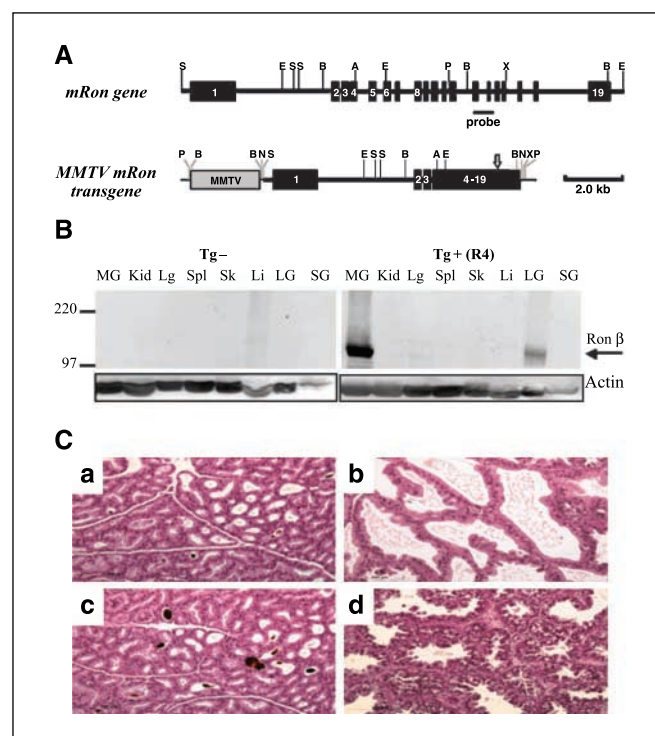 A
S E S S B A E P B X B E
mRon gene
1 2 3 4 5 6 8 19
probe
P B B N S E S S B A E B N X P
MMTV mRon
transgene
MMTV 1 2 3 4 -19
2.0 kb
B
Tg– Tg+ (R4)
MG Kid Lg Spl Sk Li LG SG MG Kid Lg Spl Sk Li LG SG
220
Ron β
97
Actin
C
a b
c d